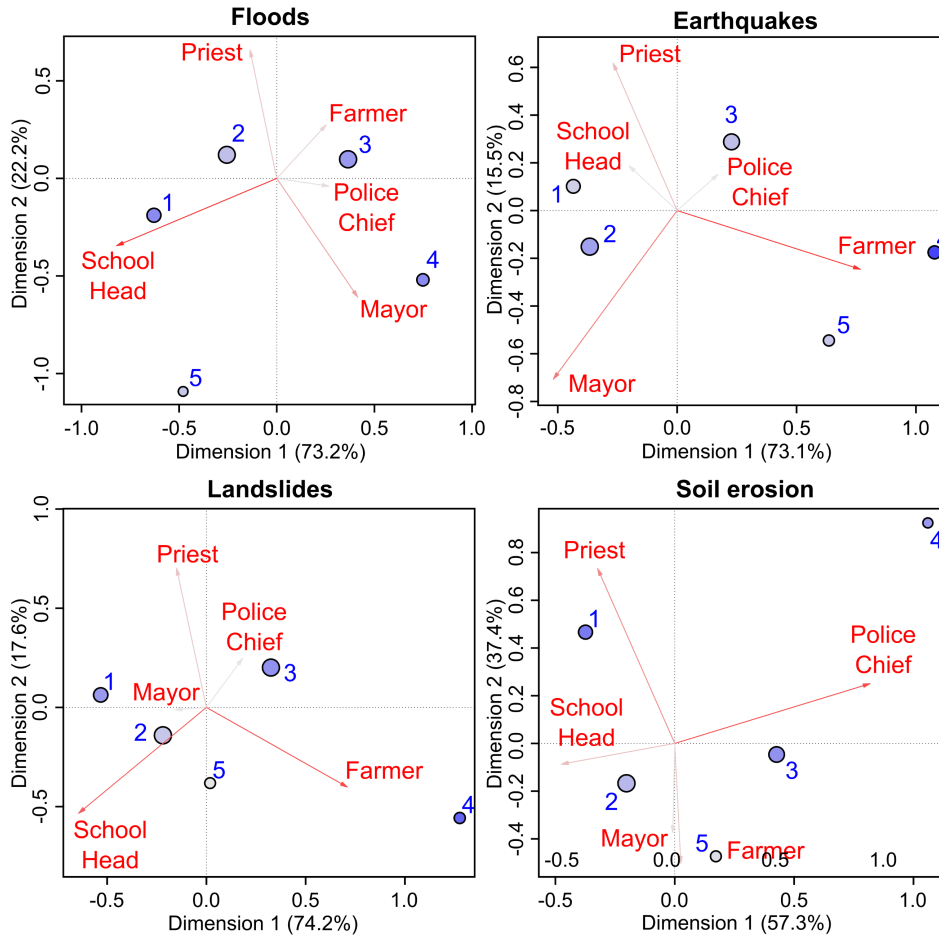 Floods
Dimension 2 (22.2%)
0.5
0.0
-0.5
-1.0
Priest
Farmer
2
3
Police
Chief
1
School
Head
4
Mayor
5
-1.0
-0.5
0.0
0.5
1.0
Dimension 1 (73.2%)
Earthquakes
Dimension 2 (15.5%)
0.6
0.4
0.2
0.0
-0.2
-0.4
-0.6
-0.8
Priest
3
School
Head
Police
Chief
1
2
Farmer
4
5
Mayor
-0.5
0.0
0.5
1.0
Dimension 1 (73.1%)
Landslides
Dimension 2 (17.6%)
1.0
0.5
0.0
-0.5
Priest
Police
Chief
1
3
Mayor
2
5
Farmer
4
School
Head
-0.5
0.0
0.5
1.0
Dimension 1 (74.2%)
Soil erosion
Dimension 2 (37.4%)
0.8
0.6
0.4
0.2
0.0
-0.2
-0.4
Priest
4
1
Police
Chief
School
Head
3
2
Mayor
5
Farmer
-0.5
0.0
0.5
1.0
-0.5
0.0
0.5
1.0
Dimension 1 (57.3%)